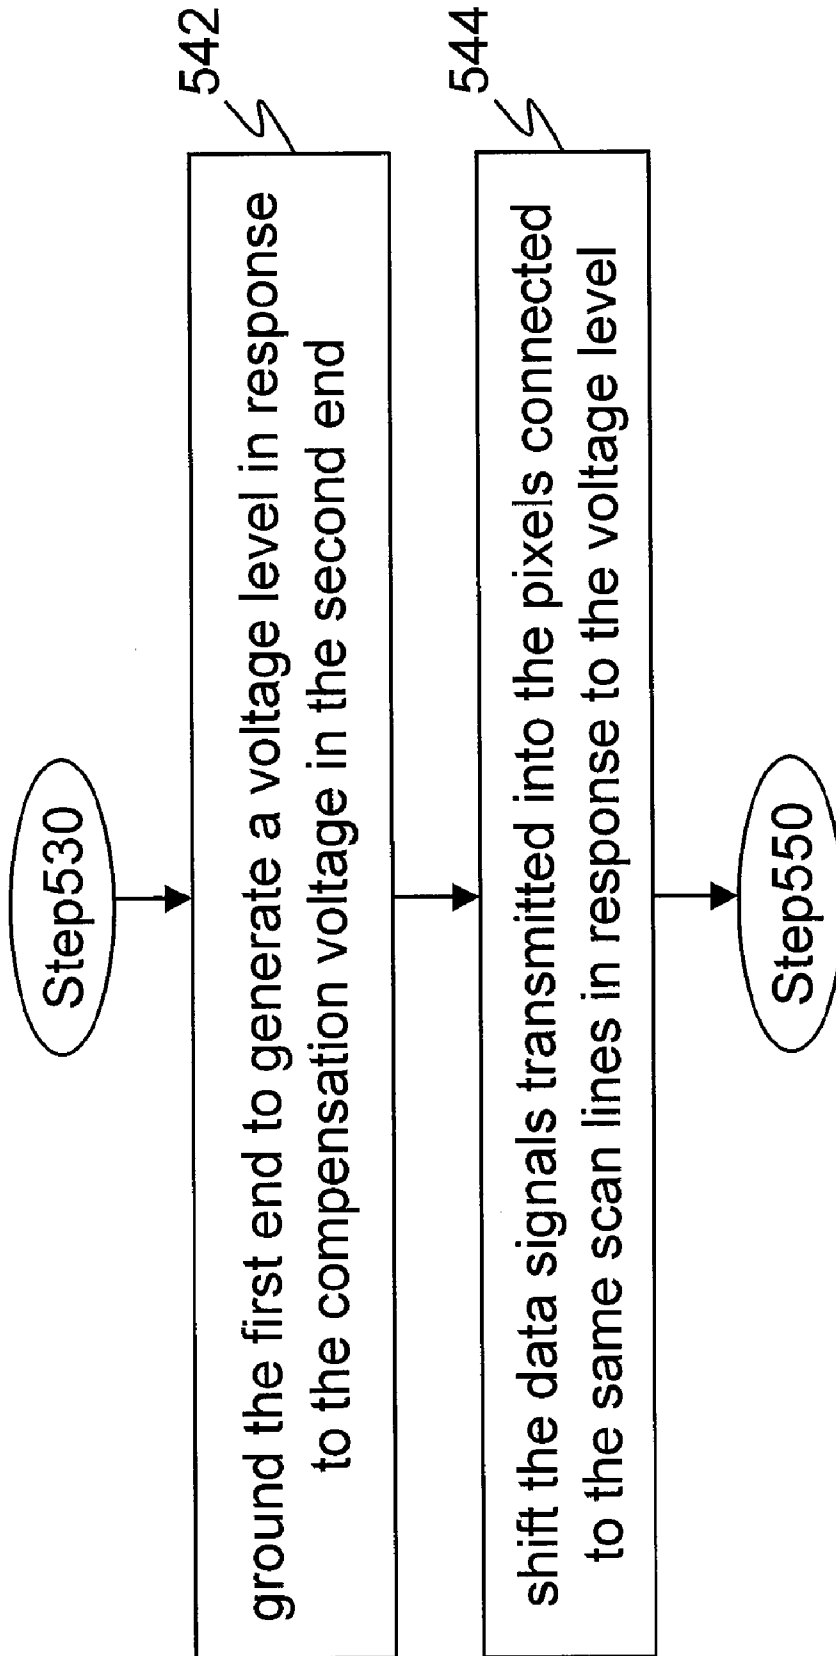 Step530
542
ground the first end to generate a voltage level in response
to the compensation voltage in the second end
544
shift the data signals transmitted into the pixels connected
to the same scan lines in response to the voltage level
Step550